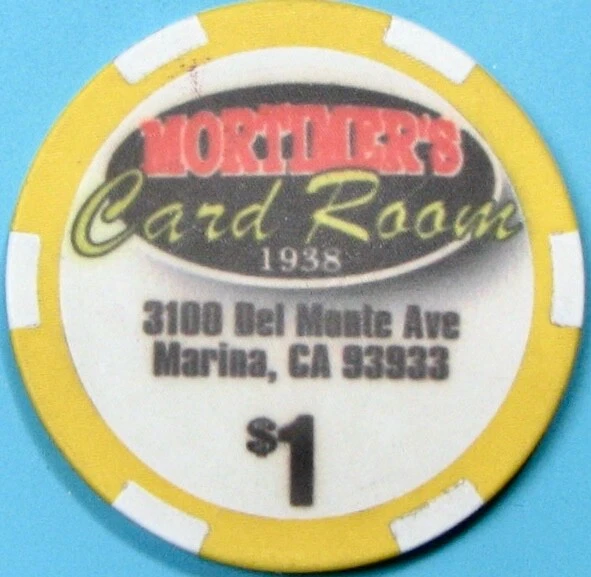 MORTIMER'S
Card Room
1938
3100 Del Monte Ave
Marina, CA 93933
$1